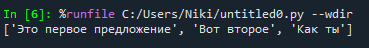 In [6]: %runfile C:/Users/Niki/untitled0.py --wdir
['Это первое предложение', 'Вот второе', 'Как ты']